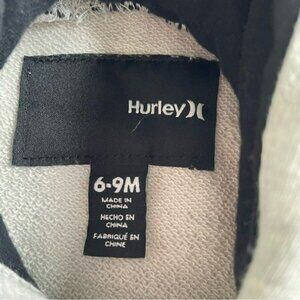 Hurley)(
6-9M
MADE IN
CHINA
HECHO EN
CHINA
FABRIQUÉ EN
CHINE